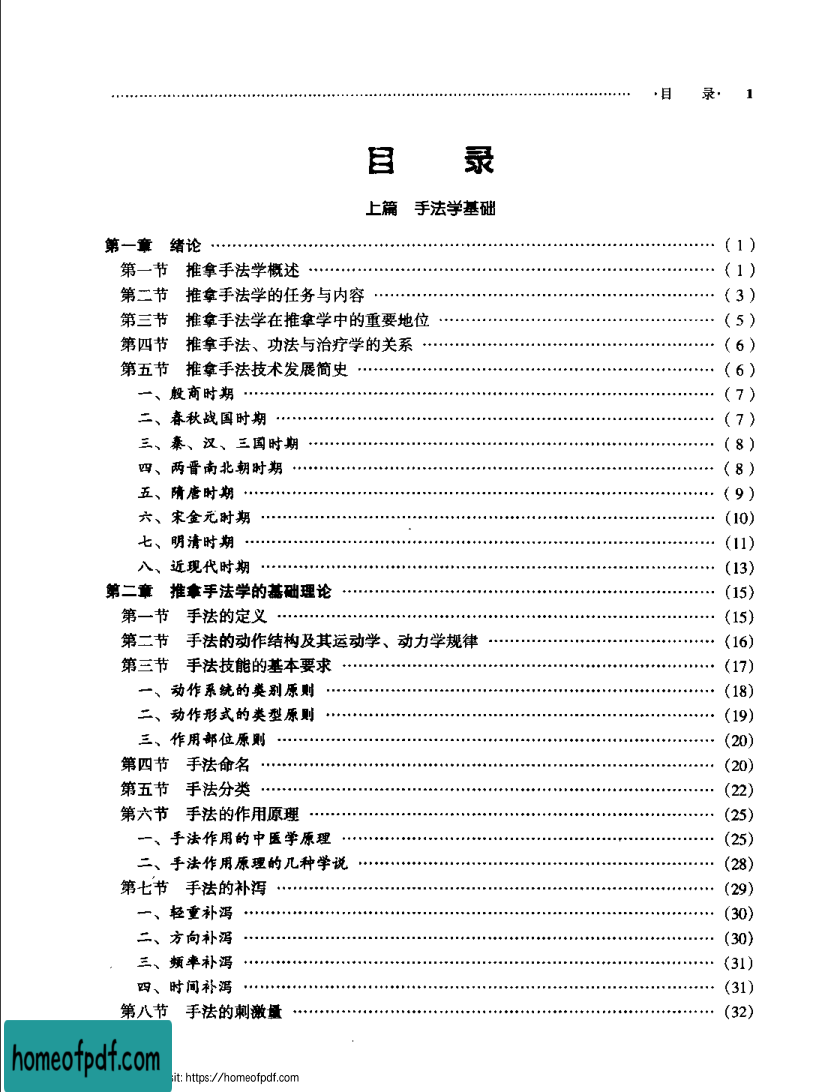 ·目 录· 1
目 录
上篇 手法学基础
第一章 绪论 ……（1）
第一节 推拿手法学概述 ……（1）
第二节 推拿手法学的任务与内容 ……（3）
第三节 推拿手法学在推拿学中的重要地位 ……（5）
第四节 推拿手法、功法与治疗学的关系 ……（6）
第五节 推拿手法技术发展简史 ……（6）
一、殷商时期 ……（7）
二、春秋战国时期 ……（7）
三、秦、汉、三国时期 ……（8）
四、两晋南北朝时期 ……（8）
五、隋唐时期 ……（9）
六、宋金元时期 ……（10）
七、明清时期 ……（11）
八、近现代时期 ……（13）
第二章 推拿手法学的基础理论 ……（15）
第一节 手法的定义 ……（15）
第二节 手法的动作结构及其运动学、动力学规律 ……（16）
第三节 手法技能的基本要求 ……（17）
一、动作系统的类别原则 ……（18）
二、动作形式的类型原则 ……（19）
三、作用部位原则 ……（20）
第四节 手法命名 ……（20）
第五节 手法分类 ……（22）
第六节 手法的作用原理 ……（25）
一、手法作用的中医学原理 ……（25）
二、手法作用原理的几种学说 ……（28）
第七节 手法的补泻 ……（29）
一、轻重补泻 ……（30）
二、方向补泻 ……（30）
三、频率补泻 ……（31）
四、时间补泻 ……（31）
第八节 手法的刺激量 ……（32）
homeofpdf.com
sit: https://homeofpdf.com